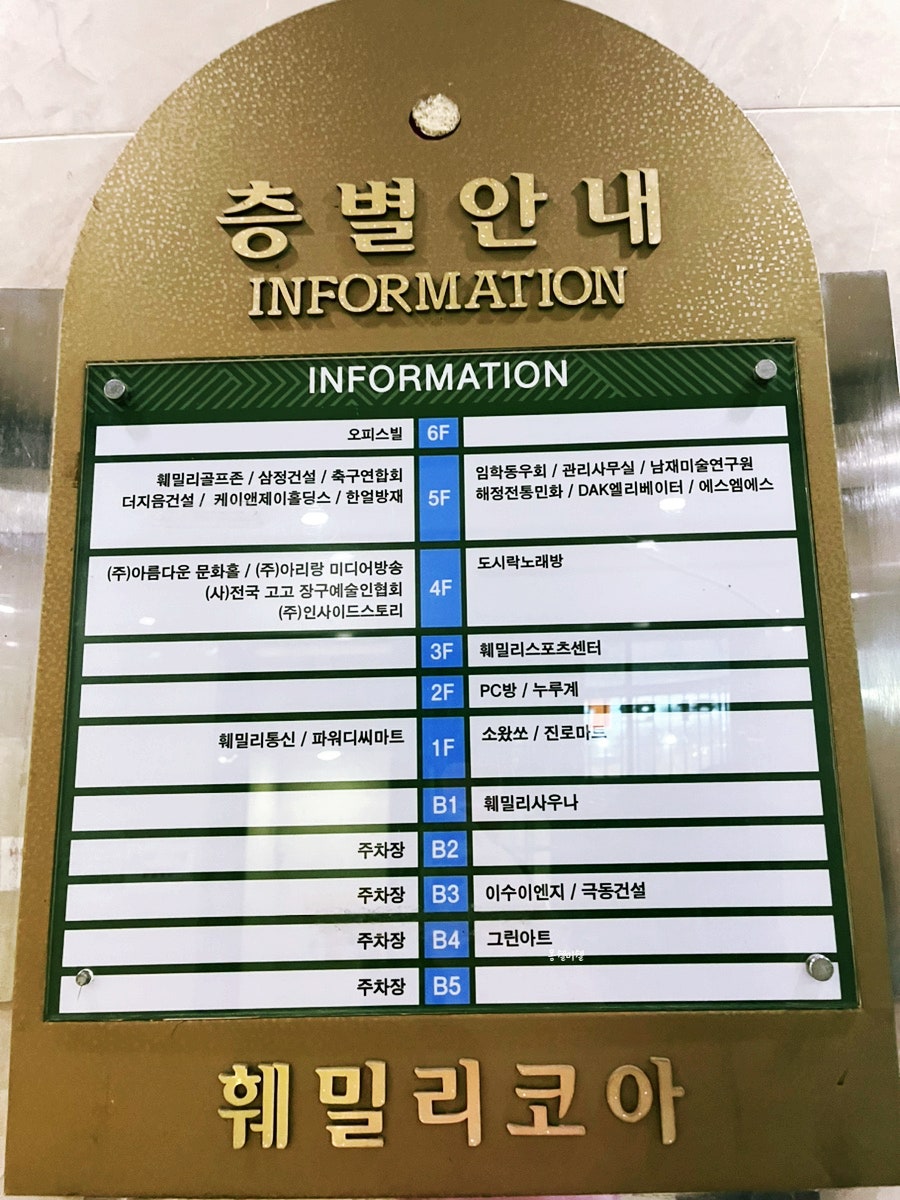 층별안내
INFORMATION
INFORMATION
오피스빌 6F
훼밀리골프존 / 삼정건설 / 축구연합회
더지음건설 / 케이앤제이홀딩스 / 한얼방재
5F
임학동우회 / 관리사무실 / 남재미술연구원
해정전통민화 / DAK엘리베이터 / 에스엠에스
(주)아름다운 문화홀 / (주)아리랑 미디어방송
(사)전국 고고 장구예술인협회
(주)인사이드스토리
4F
도시락노래방
3F 훼밀리스포츠센터
2F PC방 / 누루계
훼밀리통신 / 파워디씨마트 1F 소왔쏘 / 진로마트
B1 훼밀리사우나
주차장 B2
주차장 B3 이수이엔지 / 극동건설
주차장 B4 그린아트
주차장 B5
훼밀리코아